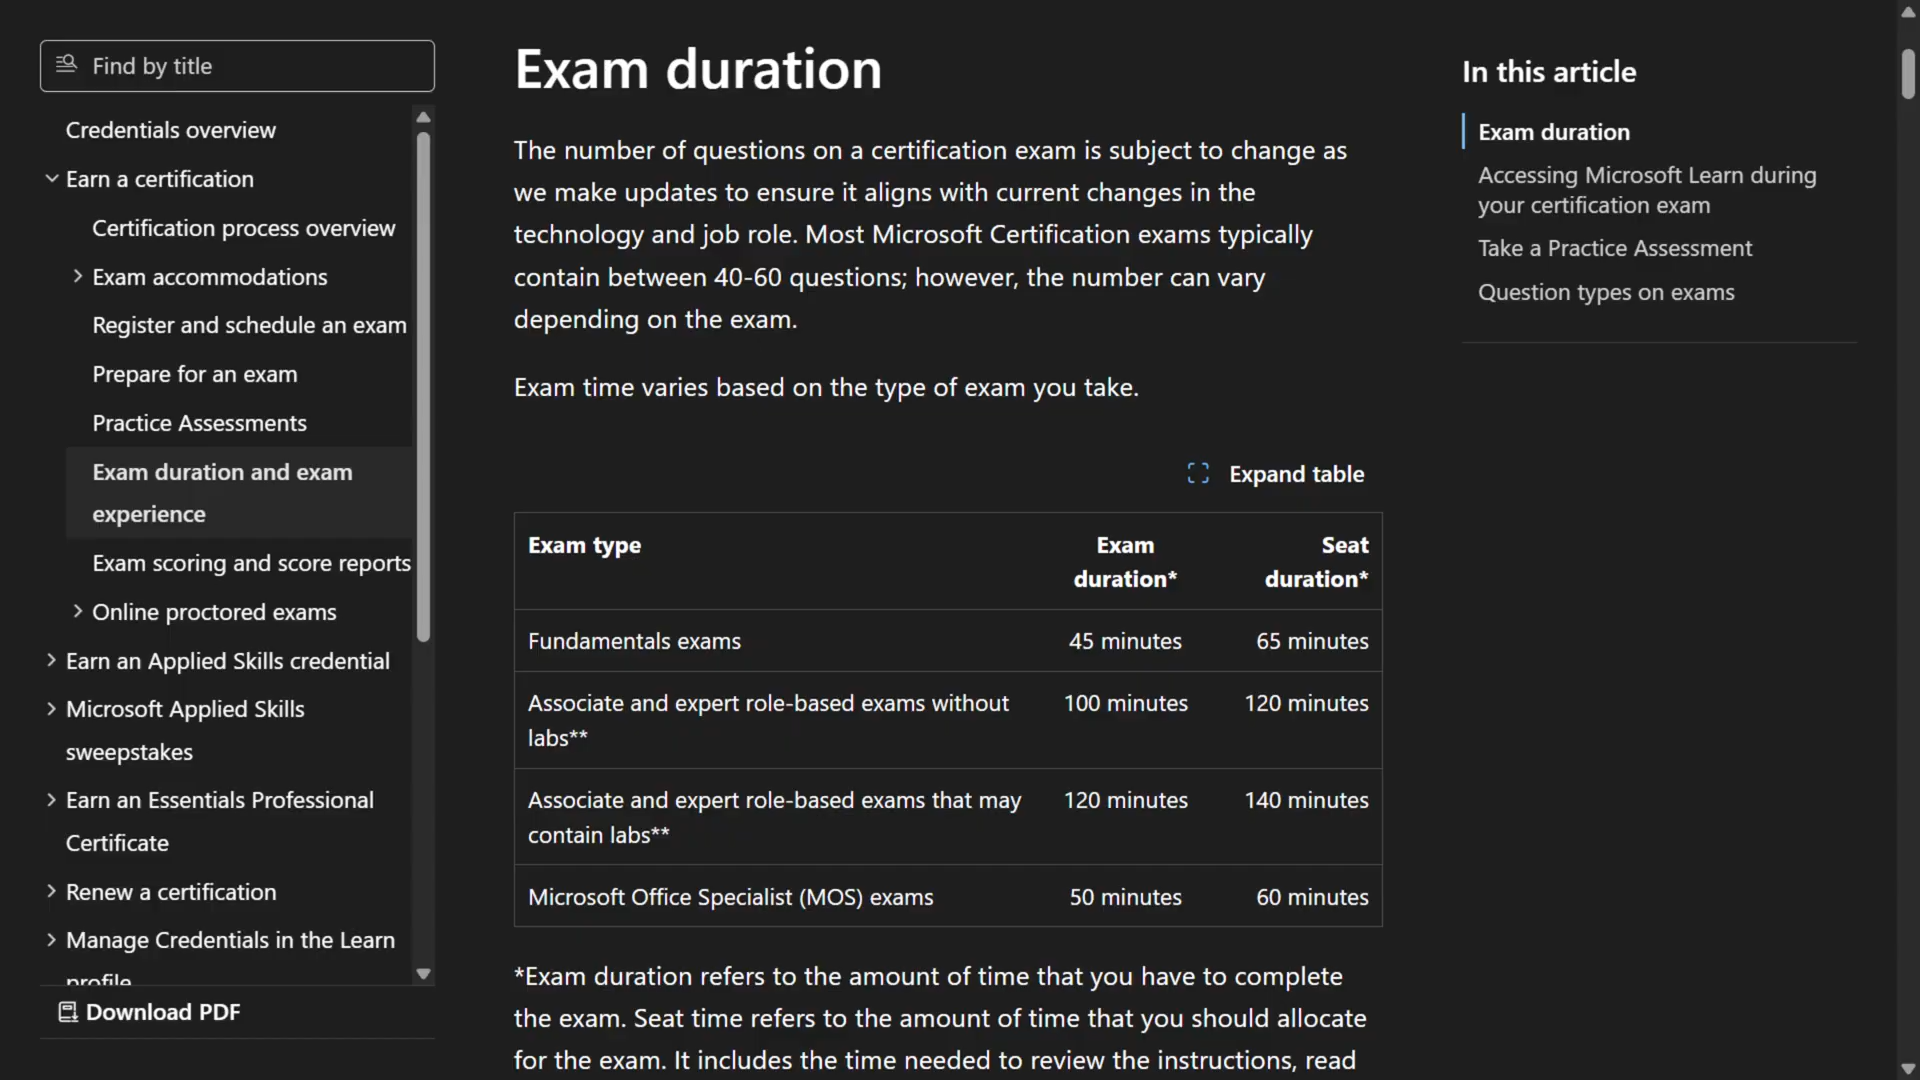 Find by title
Credentials overview
Earn a certification
Certification process overview
Exam accommodations
Register and schedule an exam
Prepare for an exam
Practice Assessments
Exam duration and exam
experience
Exam scoring and score reports
Online proctored exams
Earn an Applied Skills credential
Microsoft Applied Skills
sweepstakes
Earn an Essentials Professional
Certificate
Renew a certification
Manage Credentials in the Learn
profile
Download PDF
Exam duration
The number of questions on a certification exam is subject to change as
we make updates to ensure it aligns with current changes in the
technology and job role. Most Microsoft Certification exams typically
contain between 40-60 questions; however, the number can vary
depending on the exam.
Exam time varies based on the type of exam you take.
Expand table
Exam type Exam duration* Seat duration*
Fundamentals exams 45 minutes 65 minutes
Associate and expert role-based exams without labs** 100 minutes 120 minutes
Associate and expert role-based exams that may contain labs** 120 minutes 140 minutes
Microsoft Office Specialist (MOS) exams 50 minutes 60 minutes
*Exam duration refers to the amount of time that you have to complete
the exam. Seat time refers to the amount of time that you should allocate
for the exam. It includes the time needed to review the instructions, read
In this article
Exam duration
Accessing Microsoft Learn during
your certification exam
Take a Practice Assessment
Question types on exams